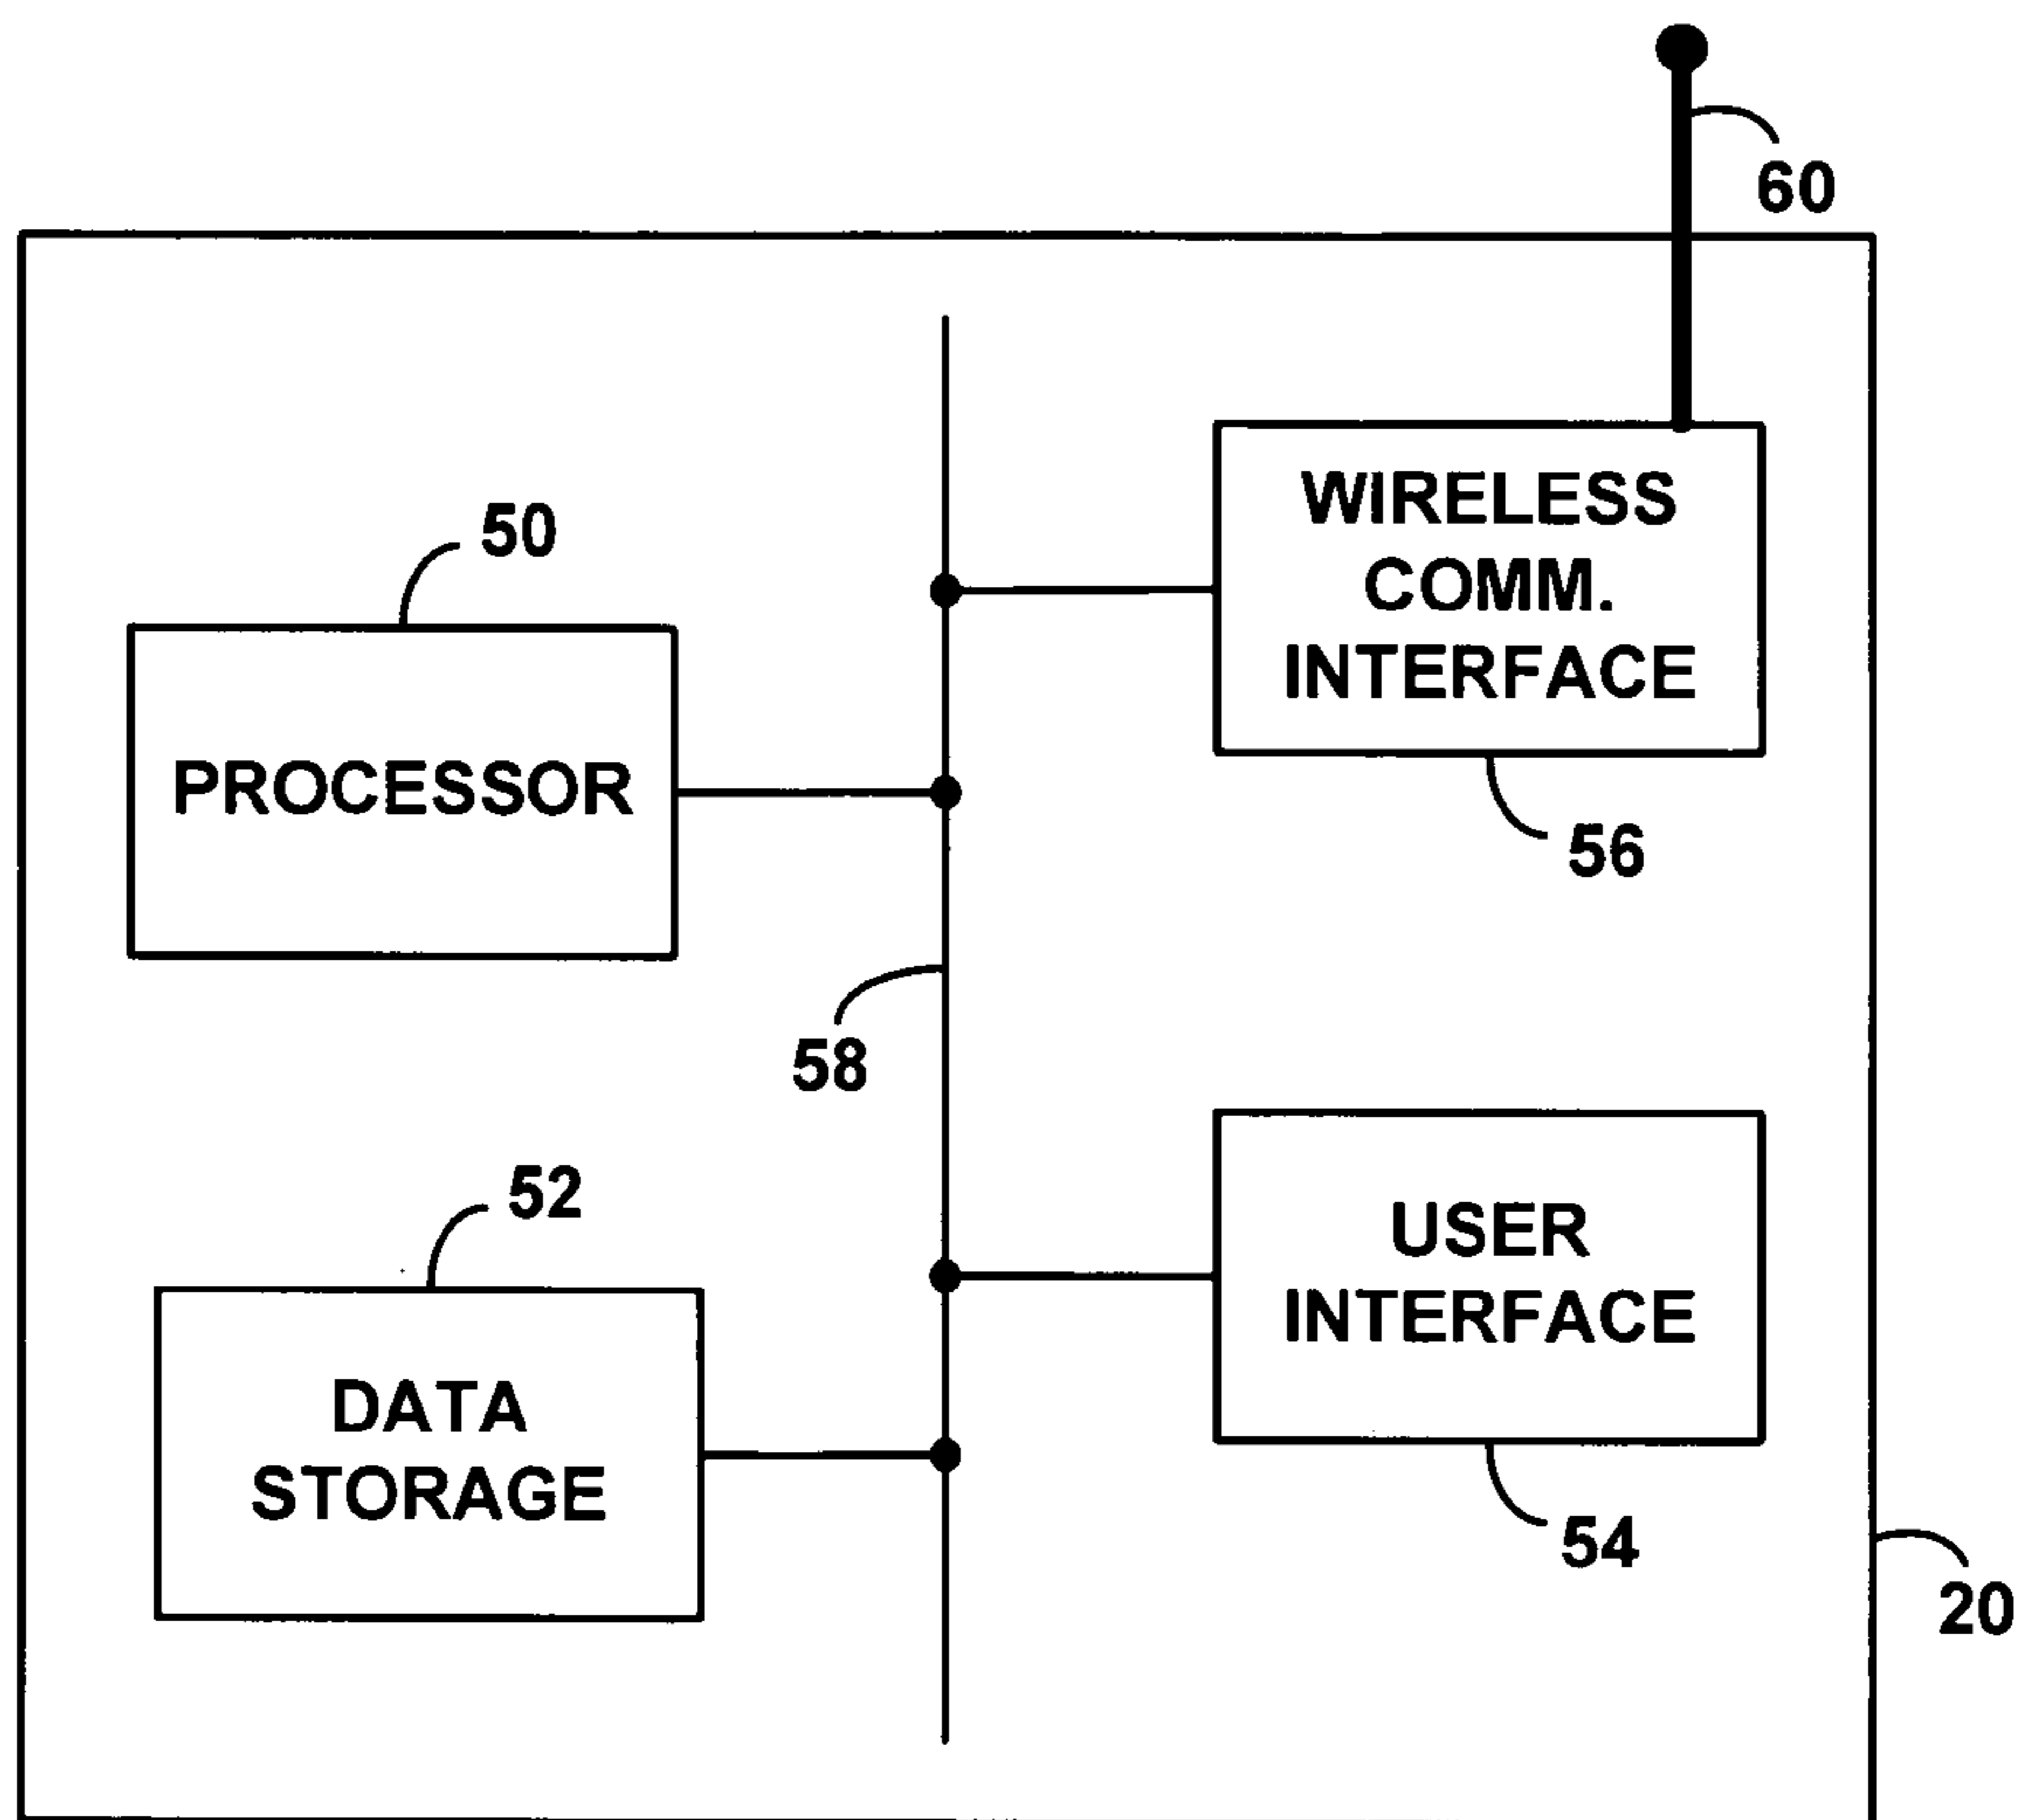 60
50
WIRELESS
COMM.
INTERFACE
PROCESSOR
56
58
52
USER
INTERFACE
DATA
STORAGE
54
20